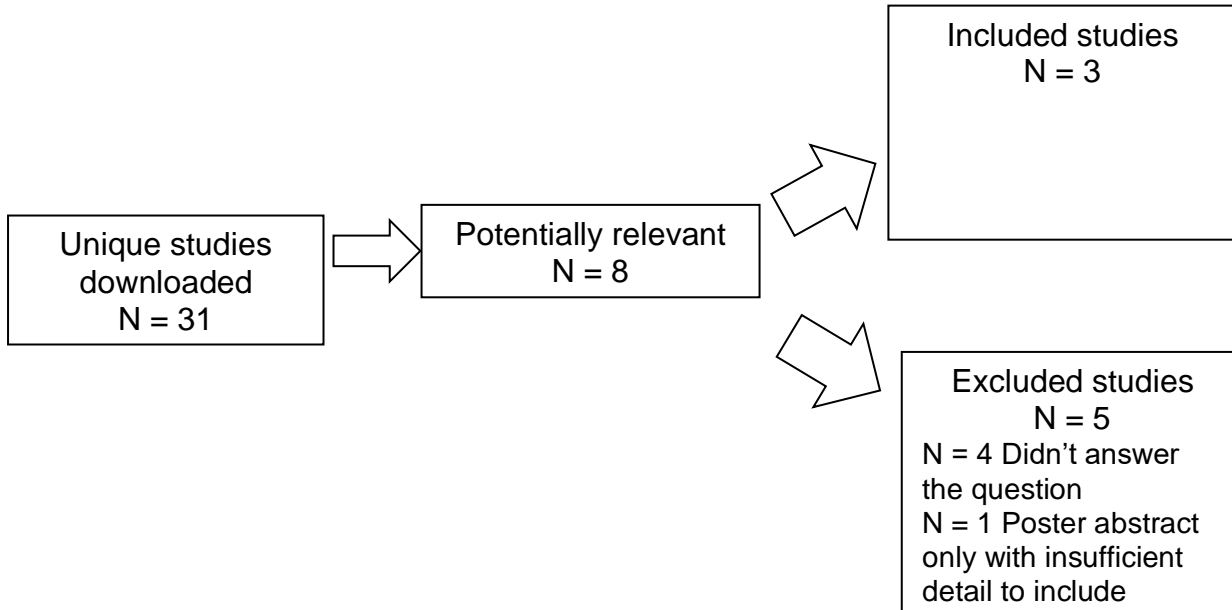 Unique studies
downloaded
N = 31
Potentially relevant
N = 8
Included studies
N = 3
Excluded studies
N = 5
N = 4 Didn’t answer
the question
N = 1 Poster abstract
only with insufficient
detail to include